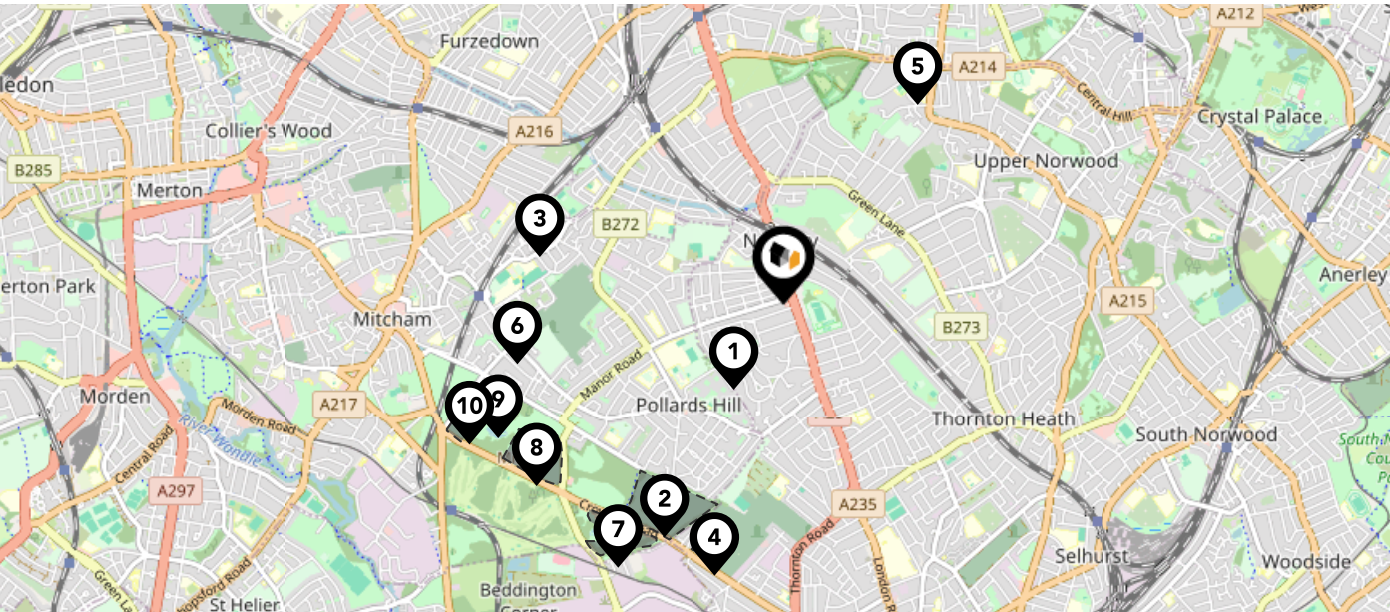 A212
Furzedown
ledon
5
A214
Central Hill
Crystal Palace
Collier's Wood
A216
B285
Upper Norwood
Merton
3
B272
Green Lane
Anerley
erton Park
A215
Mitcham
6
B273
1
Manor Road
Morden
A217
10
9
Pollards Hill
Morden Road
River Wandle
Thornton Heath
South Norwood
8
Central Road
A297
2
A235
7
4
Thornton Road
Selhurst
Woodside
London R
Green La
opsford Road
Beddington
Corner
St Helier